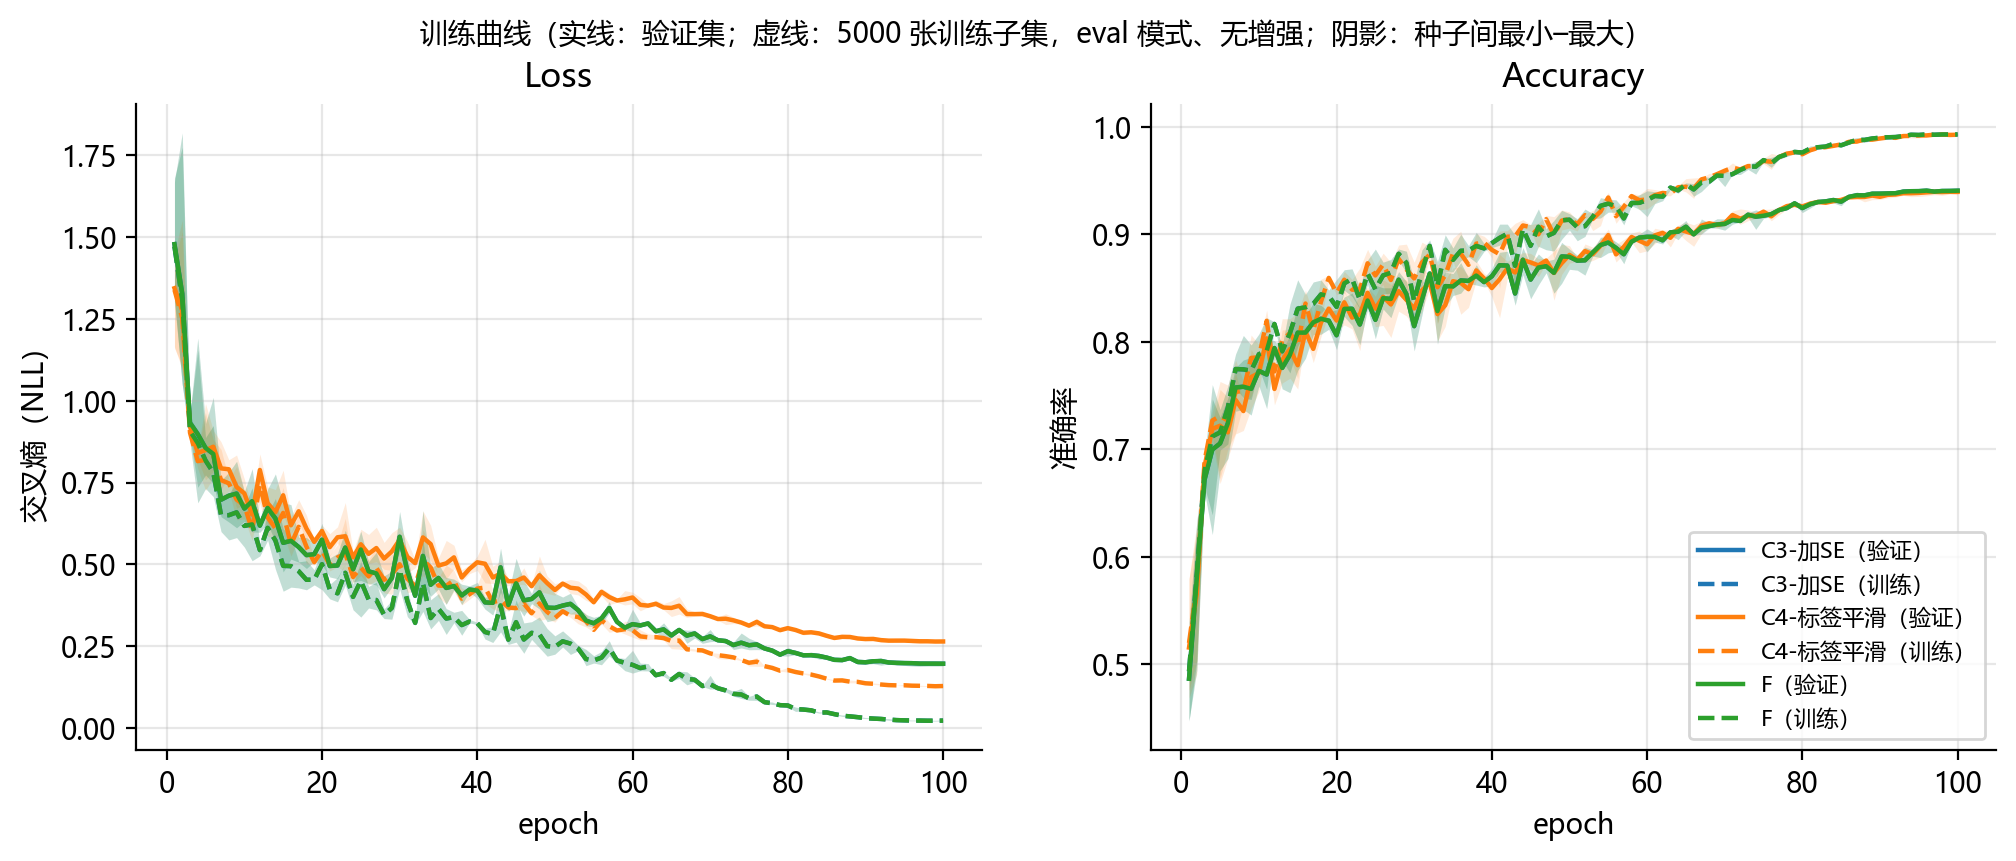 训练曲线（实线：验证集；虚线：5000 张训练子集，eval 模式、无增强；阴影：种子间最小–最大）
Loss
交叉熵（NLL）
1.75
1.50
1.25
1.00
0.75
0.50
0.25
0.00
0 20 40 60 80 100
epoch
Accuracy
准确率
1.0
0.9
0.8
0.7
0.6
0.5
0 20 40 60 80 100
epoch
C3-加SE（验证）
C3-加SE（训练）
C4-标签平滑（验证）
C4-标签平滑（训练）
F（验证）
F（训练）